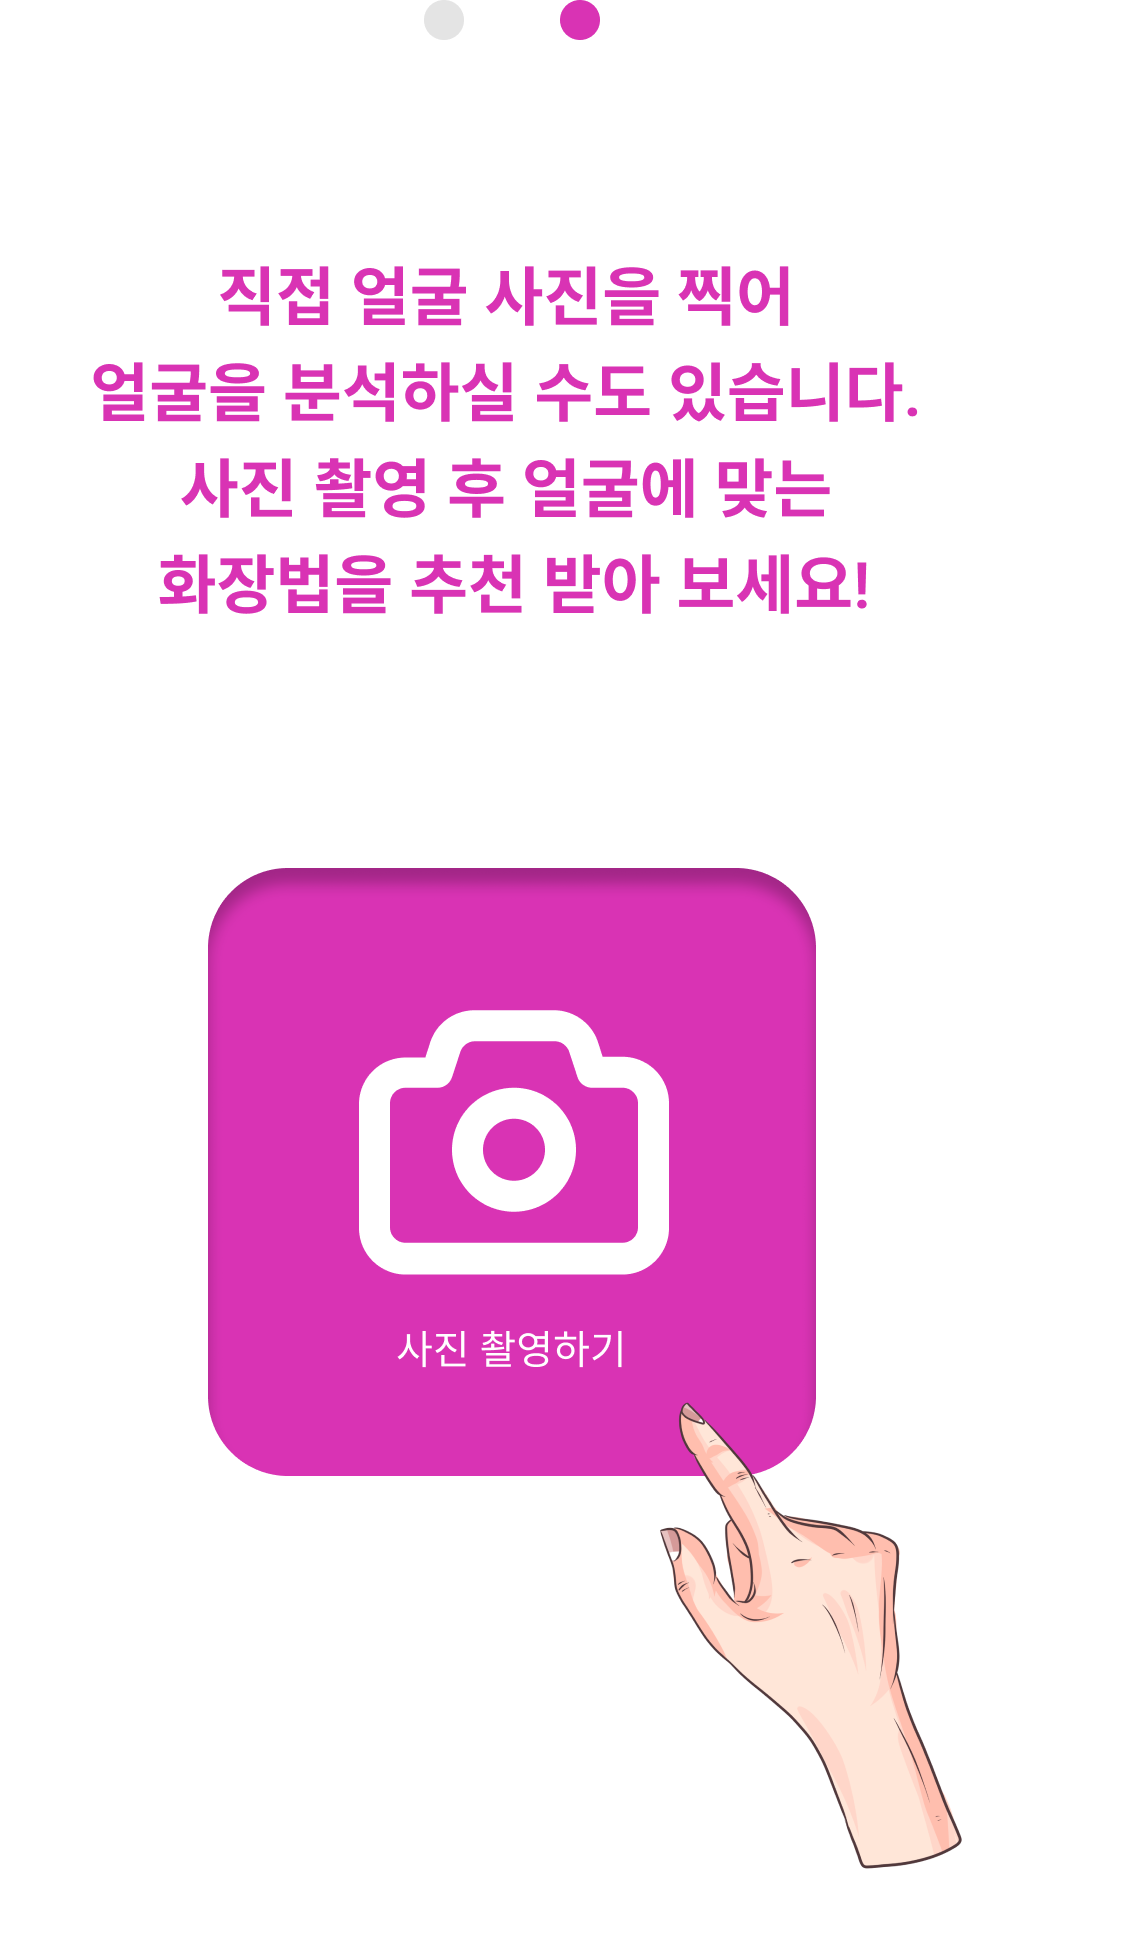 직접 얼굴 사진을 찍어
얼굴을 분석하실 수도 있습니다.
사진 촬영 후 얼굴에 맞는
화장법을 추천 받아 보세요!
사진 촬영하기